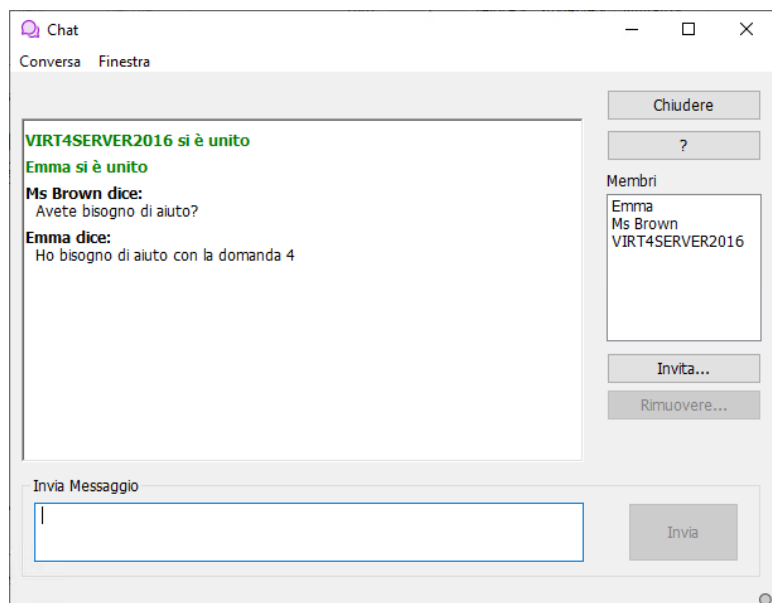 Chat
Conversa Finestra
Chiudere
?
VIRT4SERVER2016 si è unito
Emma si è unito
Ms Brown dice:
Avete bisogno di aiuto?
Emma dice:
Ho bisogno di aiuto con la domanda 4
Membri
Emma
Ms Brown
VIRT4SERVER2016
Invita...
Rimuovere...
Invia Messaggio
Invia